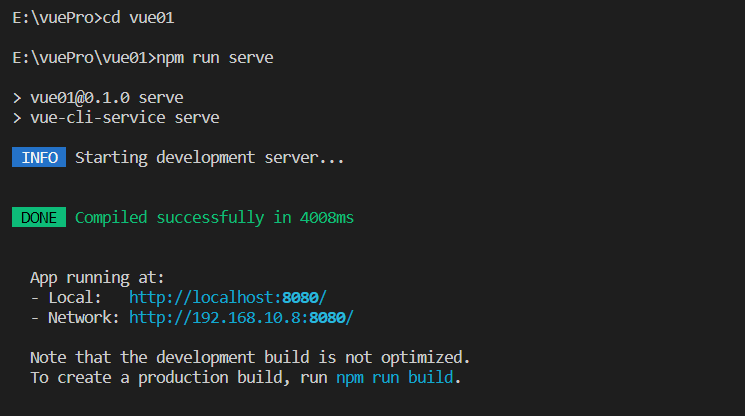 E:\vuePro>cd vue01
E:\vuePro\vue01>npm run serve
> vue01@0.1.0 serve
> vue-cli-service serve
INFO Starting development server...
DONE Compiled successfully in 4008ms
App running at:
- Local: http://localhost:8080/
- Network: http://192.168.10.8:8080/
Note that the development build is not optimized.
To create a production build, run npm run build.